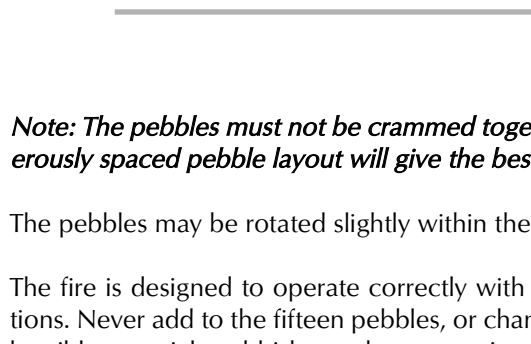 Note: The pebbles must not be crammed toge
erously spaced pebble layout will give the bes
The pebbles may be rotated slightly within the
The fire is designed to operate correctly with
tions. Never add to the fifteen pebbles, or char